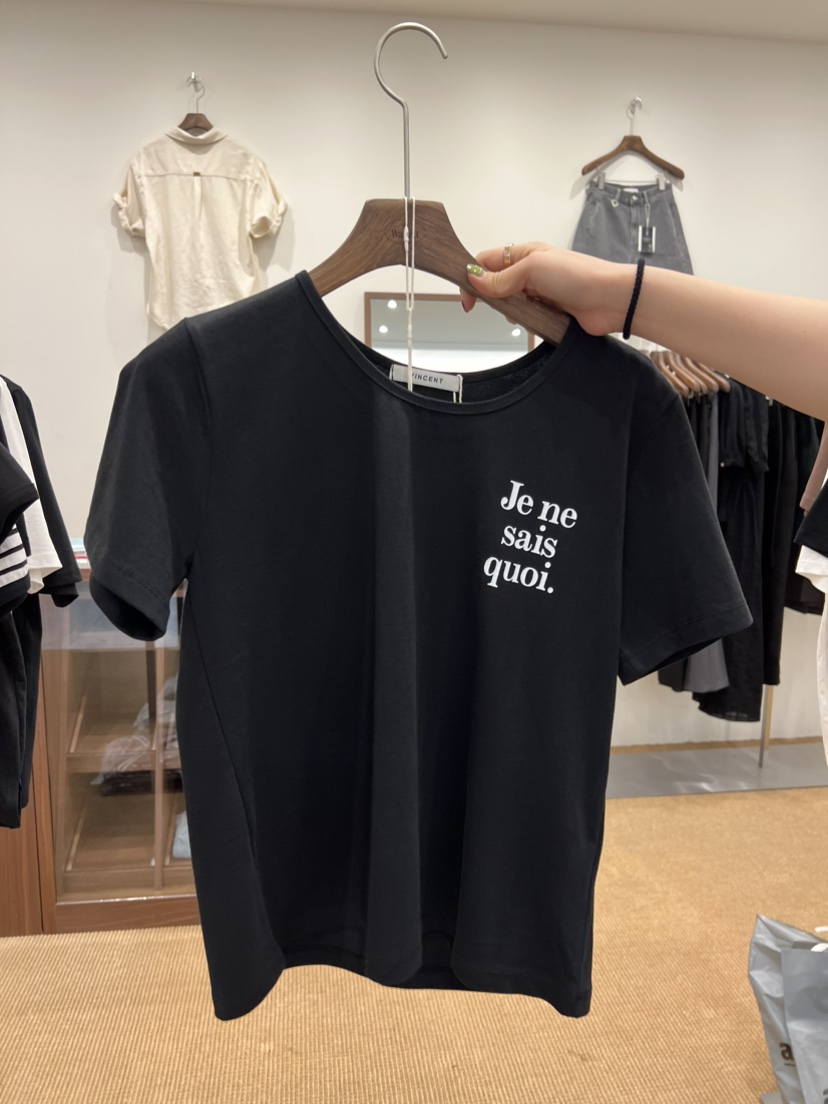 VINCENT
Je ne
sais
quoi.